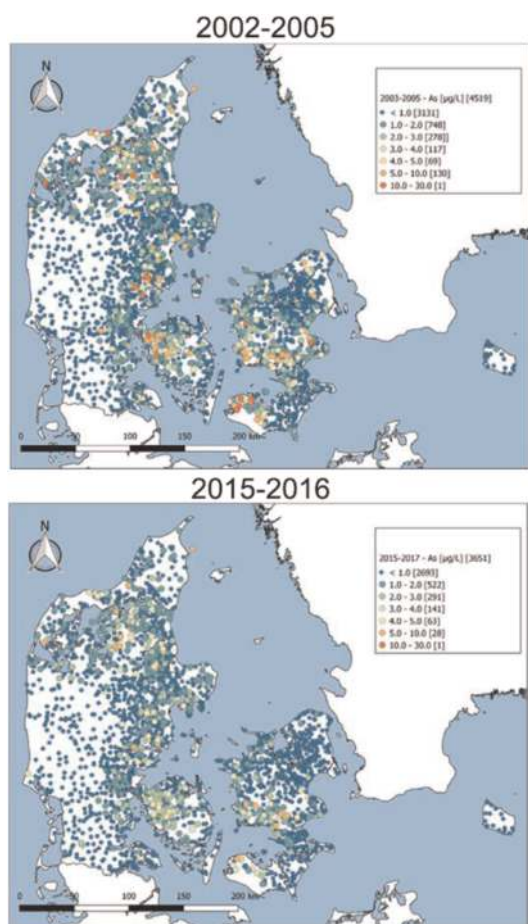 2002-2005
N
2003-2005 - As [µg/L] [4519]
< 1.0 [3131]
1.0 - 2.0 [748]
2.0 - 3.0 [278]]
3.0 - 4.0 [117]
4.0 - 5.0 [69]
5.0 - 10.0 [130]
10.0 - 30.0 [1]
0 50 100 150 200 km
2015-2016
N
2015-2017 - As [µg/L] [3651]
< 1.0 [2693]
1.0 - 2.0 [522]
2.0 - 3.0 [291]
3.0 - 4.0 [141]
4.0 - 5.0 [63]
5.0 - 10.0 [28]
10.0 - 30.0 [1]
0 50 100 150 200 km